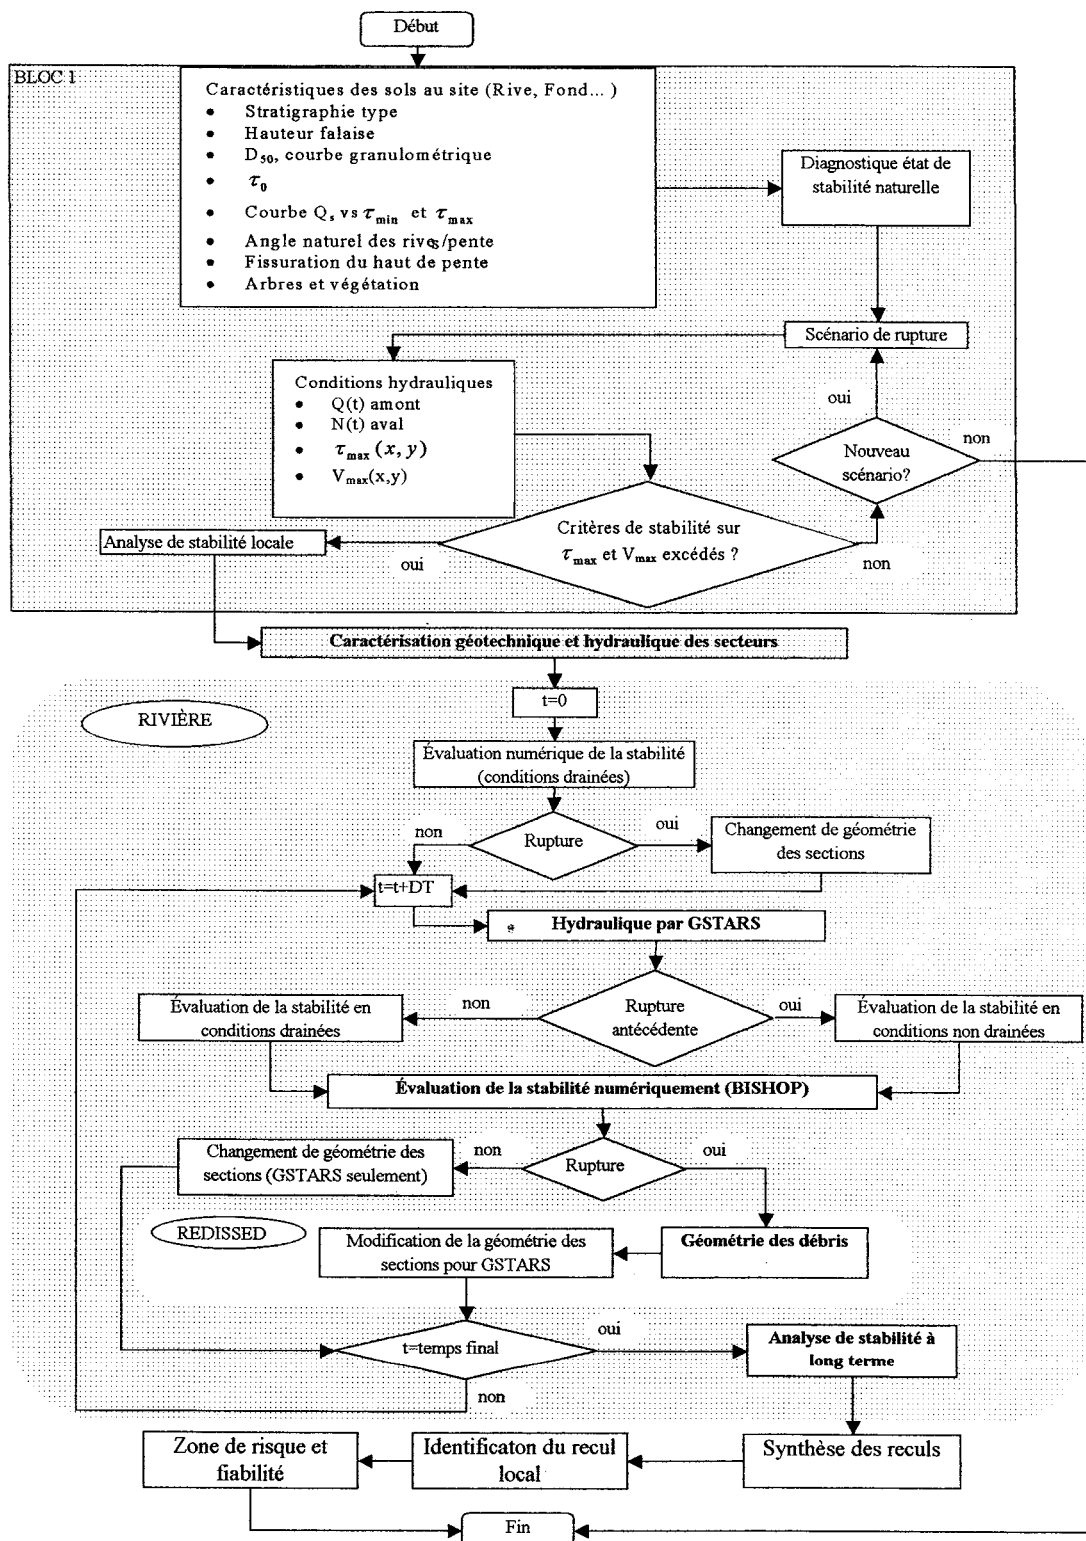 Début
BLOC 1
Caractéristiques des sols au site (Rive, Fond... )
• Stratigraphie type
• Hauteur falaise
• D₅₀, courbe granulométrique
• τ₀
• Courbe Qₛ vs τ_min et τ_max
• Angle naturel des rives/pente
• Fissuration du haut de pente
• Arbres et végétation
Diagnostique état de
stabilité naturelle
Scénario de rupture
Conditions hydrauliques
• Q(t) amont
• N(t) aval
• τ_max (x, y)
• V_max(x,y)
oui
Nouveau
scénario?
non
Critères de stabilité sur
τ_max et V_max excédés ?
Analyse de stabilité locale
oui
non
Caractérisation géotechnique et hydraulique des secteurs
t=0
RIVIÈRE
Évaluation numérique de la stabilité
(conditions drainées)
non
Rupture
oui
Changement de géométrie
des sections
t=t+DT
Hydraulique par GSTARS
Évaluation de la stabilité en
conditions drainées
non
Rupture
antécédente
oui
Évaluation de la stabilité en
conditions non drainées
Évaluation de la stabilité numériquement (BISHOP)
Changement de géométrie des
sections (GSTARS seulement)
non
Rupture
oui
REDISSED
Modification de la géométrie des
sections pour GSTARS
Géométrie des débris
t=temps final
oui
non
Analyse de stabilité à
long terme
Zone de risque et
fiabilité
Identificaton du recul
local
Synthèse des reculs
Fin